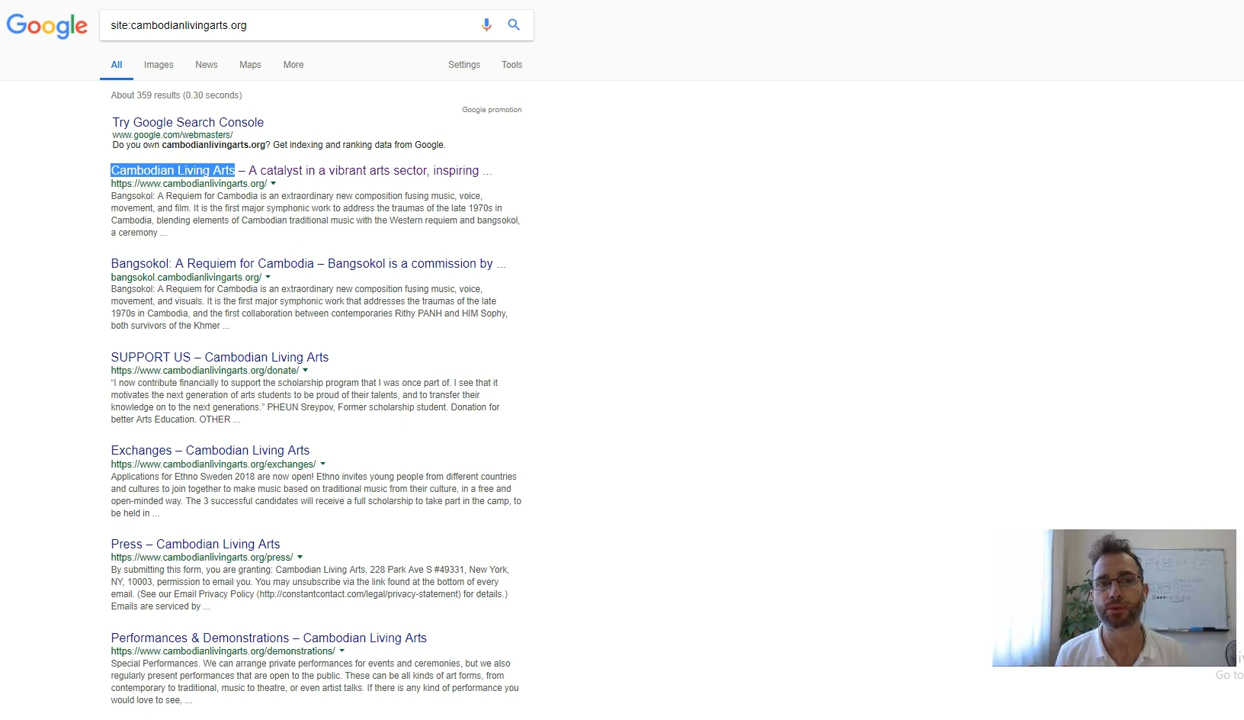 Google
site:cambodianlivingarts.org
All Images News Maps More Settings Tools
About 359 results (0.30 seconds)
Google promotion
Try Google Search Console
www.google.com/webmasters/
Do you own cambodianlivingarts.org? Get indexing and ranking data from Google.
Cambodian Living Arts – A catalyst in a vibrant arts sector, inspiring ...
https://www.cambodianlivingarts.org/
Bangsokol: A Requiem for Cambodia is an extraordinary new composition fusing music, voice,
movement, and film. It is the first major symphonic work to address the traumas of the late 1970s in
Cambodia, blending elements of Cambodian traditional music with the Western requiem and bangsokol,
a ceremony ...
Bangsokol: A Requiem for Cambodia – Bangsokol is a commission by ...
bangsokol.cambodianlivingarts.org/
Bangsokol: A Requiem for Cambodia is an extraordinary new composition fusing music, voice,
movement, and visuals. It is the first major symphonic work that addresses the traumas of the late
1970s in Cambodia, and the first collaboration between contemporaries Rithy PANH and HIM Sophy,
both survivors of the Khmer ...
SUPPORT US – Cambodian Living Arts
https://www.cambodianlivingarts.org/donate/
“I now contribute financially to support the scholarship program that I was once part of. I see that it
motivates the next generation of arts students to be proud of their talents, and to transfer their
knowledge on to the next generations.” PHEUN Sreypov, Former scholarship student. Donation for
better Arts Education. OTHER ...
Exchanges – Cambodian Living Arts
https://www.cambodianlivingarts.org/exchanges/
Applications for Ethno Sweden 2018 are now open! Ethno invites young people from different countries
and cultures to join together to make music based on traditional music from their culture, in a free and
open-minded way. The 3 successful candidates will receive a full scholarship to take part in the camp, to
be held in ...
Press – Cambodian Living Arts
https://www.cambodianlivingarts.org/press/
By submitting this form, you are granting: Cambodian Living Arts, 228 Park Ave S #49331, New York,
NY, 10003, permission to email you. You may unsubscribe via the link found at the bottom of every
email. (See our Email Privacy Policy (http://constantcontact.com/legal/privacy-statement) for details.)
Emails are serviced by ...
Performances & Demonstrations – Cambodian Living Arts
https://www.cambodianlivingarts.org/demonstrations/
Special Performances. We can arrange private performances for events and ceremonies, but we also
regularly present performances that are open to the public. These can be all kinds of art forms, from
contemporary to traditional, music to theatre, or even artist talks. If there is any kind of performance you
would love to see, ...
Go to